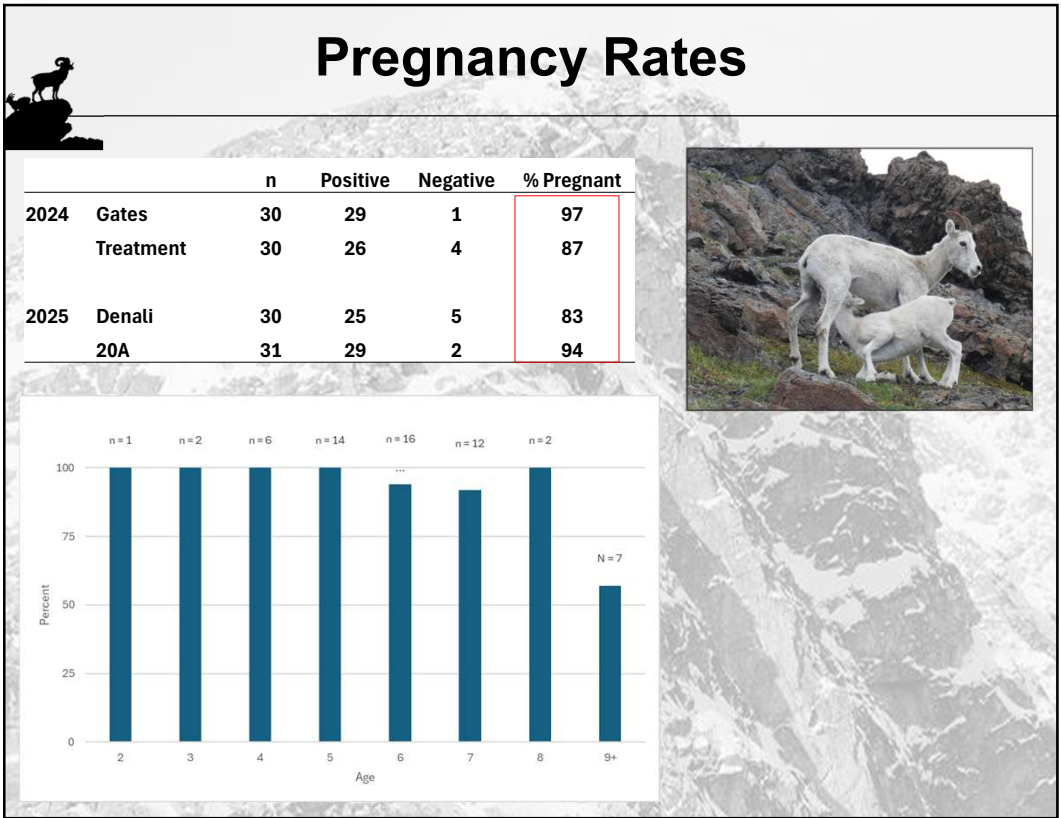 Pregnancy Rates
n Positive Negative % Pregnant
2024 Gates 30 29 1 97
Treatment 30 26 4 87
2025 Denali 30 25 5 83
20A 31 29 2 94
n = 1 n = 2 n = 6 n = 14 n = 16 n = 12 n = 2
...
N = 7
100
75
50
25
0
Percent
2 3 4 5 6 7 8 9+
Age